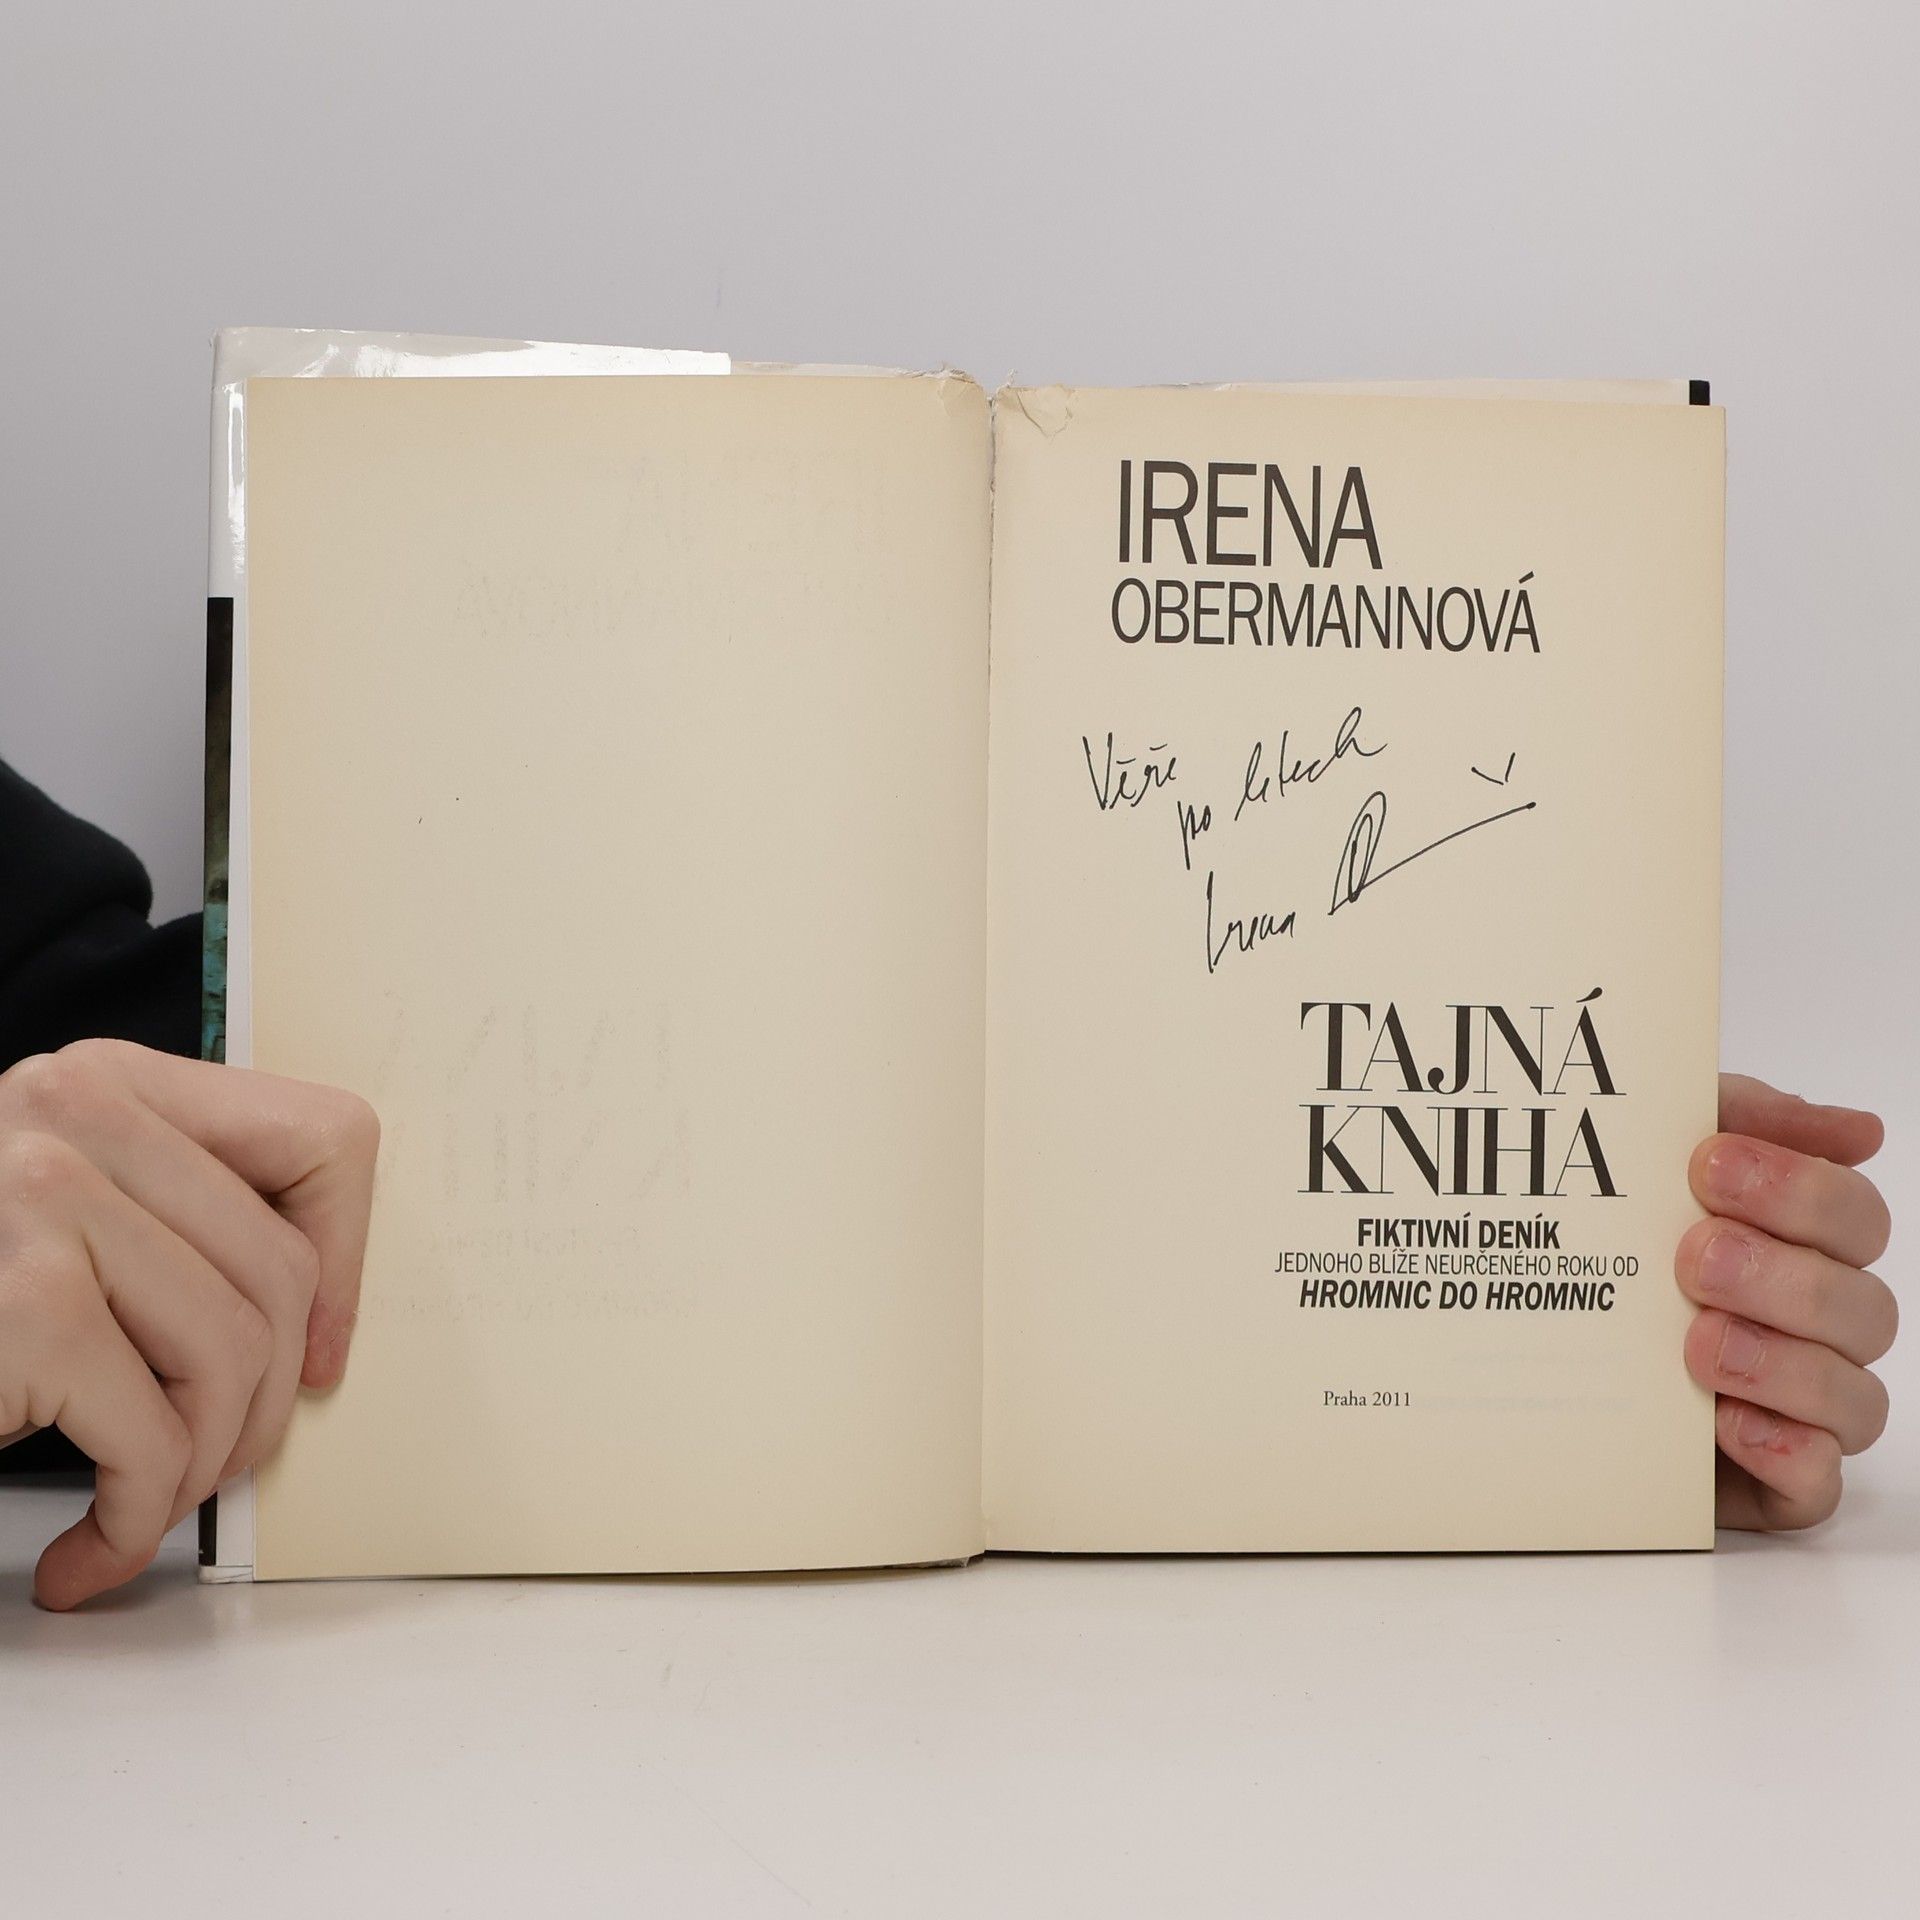 IRENA
OBERMANNOVÁ
Věře
po letech
Irena
TAJNÁ
KNIHA
FIKTIVNÍ DENÍK
JEDNOHO BLÍŽE NEURČENÉHO ROKU OD
HROMNIC DO HROMNIC
Praha 2011